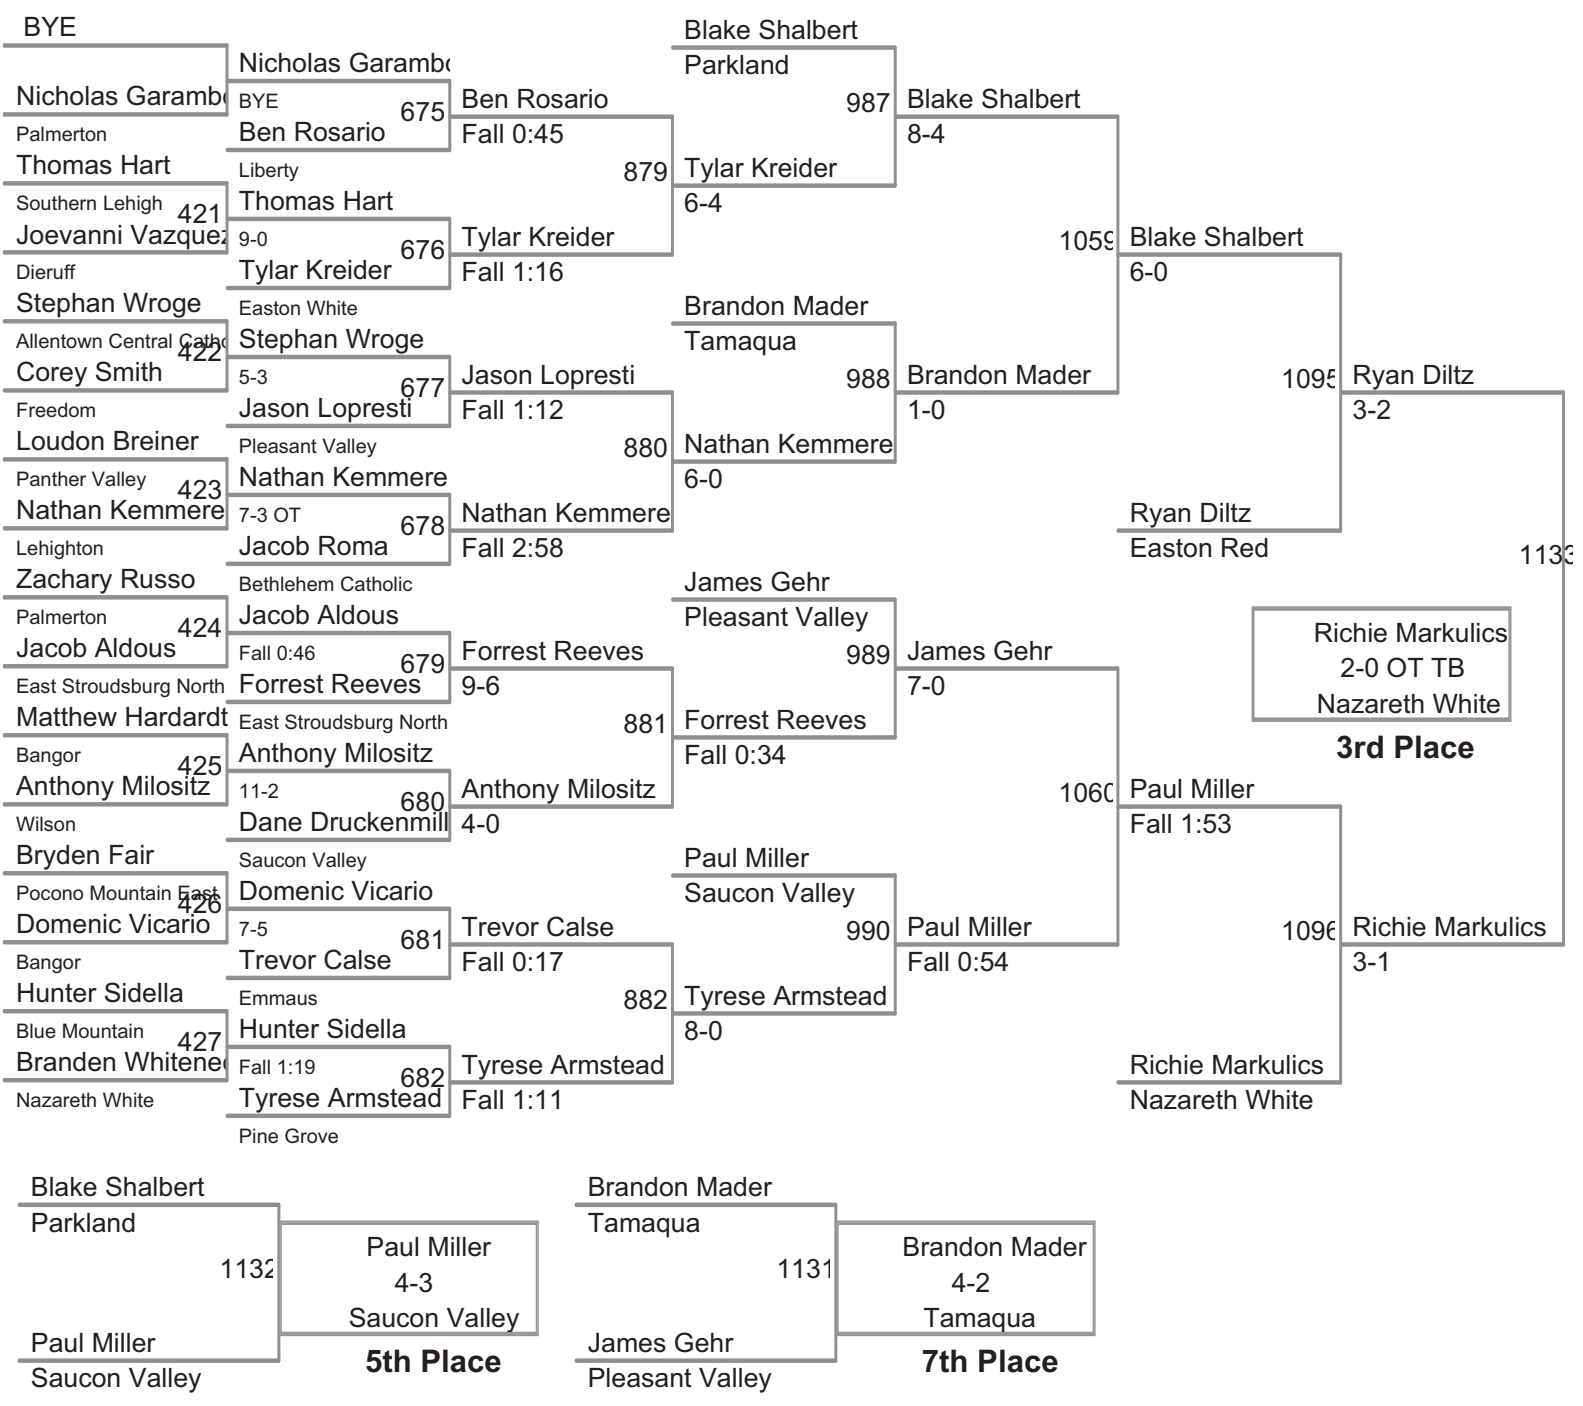 BYE
Nicholas Garambo
Palmerton
Thomas Hart
Southern Lehigh
421
Joevanni Vazquez
Dieruff
Stephan Wroge
Allentown Central Catho
422
Corey Smith
Freedom
Loudon Breiner
Panther Valley
423
Nathan Kemmere
Lehighton
Zachary Russo
Palmerton
424
Jacob Aldous
East Stroudsburg North
Matthew Hardardt
Bangor
425
Anthony Milositz
Wilson
Bryden Fair
Pocono Mountain East
426
Domenic Vicario
Bangor
Hunter Sidella
Blue Mountain
427
Branden Whitene
Nazareth White
Nicholas Garambo
BYE
675
Ben Rosario
Liberty
Thomas Hart
9-0
676
Tylar Kreider
Easton White
Stephan Wroge
5-3
677
Jason Lopresti
Pleasant Valley
Nathan Kemmere
7-3 OT
678
Jacob Roma
Bethlehem Catholic
Jacob Aldous
Fall 0:46
679
Forrest Reeves
East Stroudsburg North
Anthony Milositz
11-2
680
Dane Druckenmill
Saucon Valley
Domenic Vicario
7-5
681
Trevor Calse
Emmaus
Hunter Sidella
Fall 1:19
682
Tyrese Armstead
Pine Grove
Ben Rosario
Fall 0:45
879
Tylar Kreider
Fall 1:16
Jason Lopresti
Fall 1:12
880
Nathan Kemmere
Fall 2:58
Forrest Reeves
9-6
881
Anthony Milositz
4-0
Trevor Calse
Fall 0:17
882
Tyrese Armstead
Fall 1:11
Blake Shalbert
Parkland
987
Tylar Kreider
6-4
Brandon Mader
Tamaqua
988
Nathan Kemmere
6-0
James Gehr
Pleasant Valley
989
Forrest Reeves
Fall 0:34
Paul Miller
Saucon Valley
990
Tyrese Armstead
8-0
Blake Shalbert
8-4
1059
Brandon Mader
1-0
James Gehr
7-0
1060
Paul Miller
Fall 0:54
Blake Shalbert
6-0
1095
Ryan Diltz
Easton Red
Paul Miller
Fall 1:53
1096
Richie Markulics
Nazareth White
Ryan Diltz
3-2
1133
Richie Markulics
3-1
Richie Markulics
2-0 OT TB
Nazareth White
3rd Place
Blake Shalbert
Parkland
1132
Paul Miller
Saucon Valley
Paul Miller
4-3
Saucon Valley
5th Place
Brandon Mader
Tamaqua
1131
James Gehr
Pleasant Valley
Brandon Mader
4-2
Tamaqua
7th Place